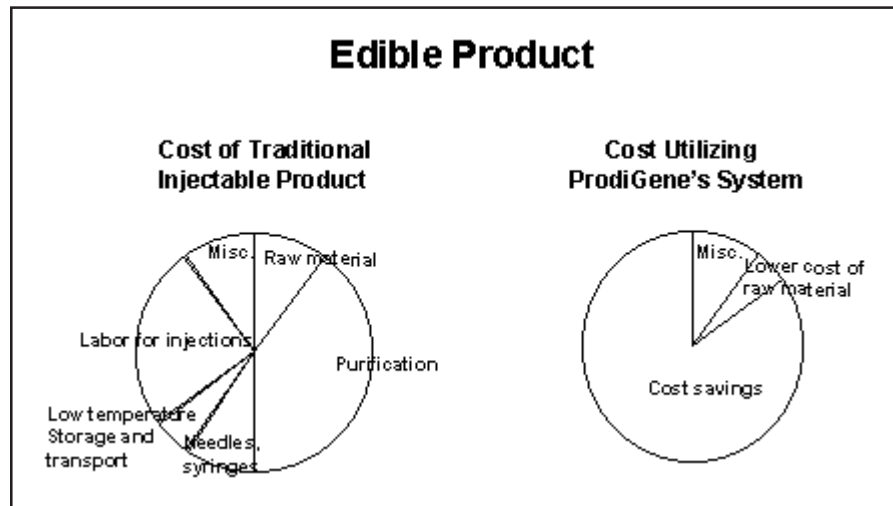 Edible Product
Cost of Traditional
Injectable Product
Cost Utilizing
ProdiGene's System
Misc.
Raw material
Labor for injections
Purification
Low temperature
Storage and
transport
Needles,
syringes
Misc.
Lower cost of
raw material
Cost savings